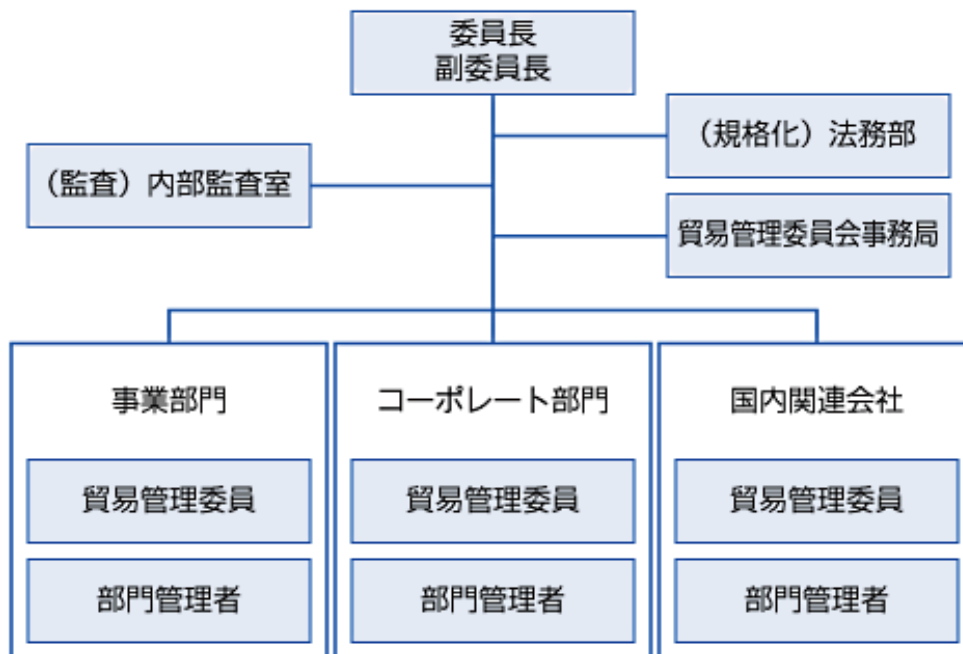 委員長
副委員長
（規格化）法務部
（監査）内部監査室
貿易管理委員会事務局
事業部門
コーポレート部門
国内関連会社
貿易管理委員
貿易管理委員
貿易管理委員
部門管理者
部門管理者
部門管理者